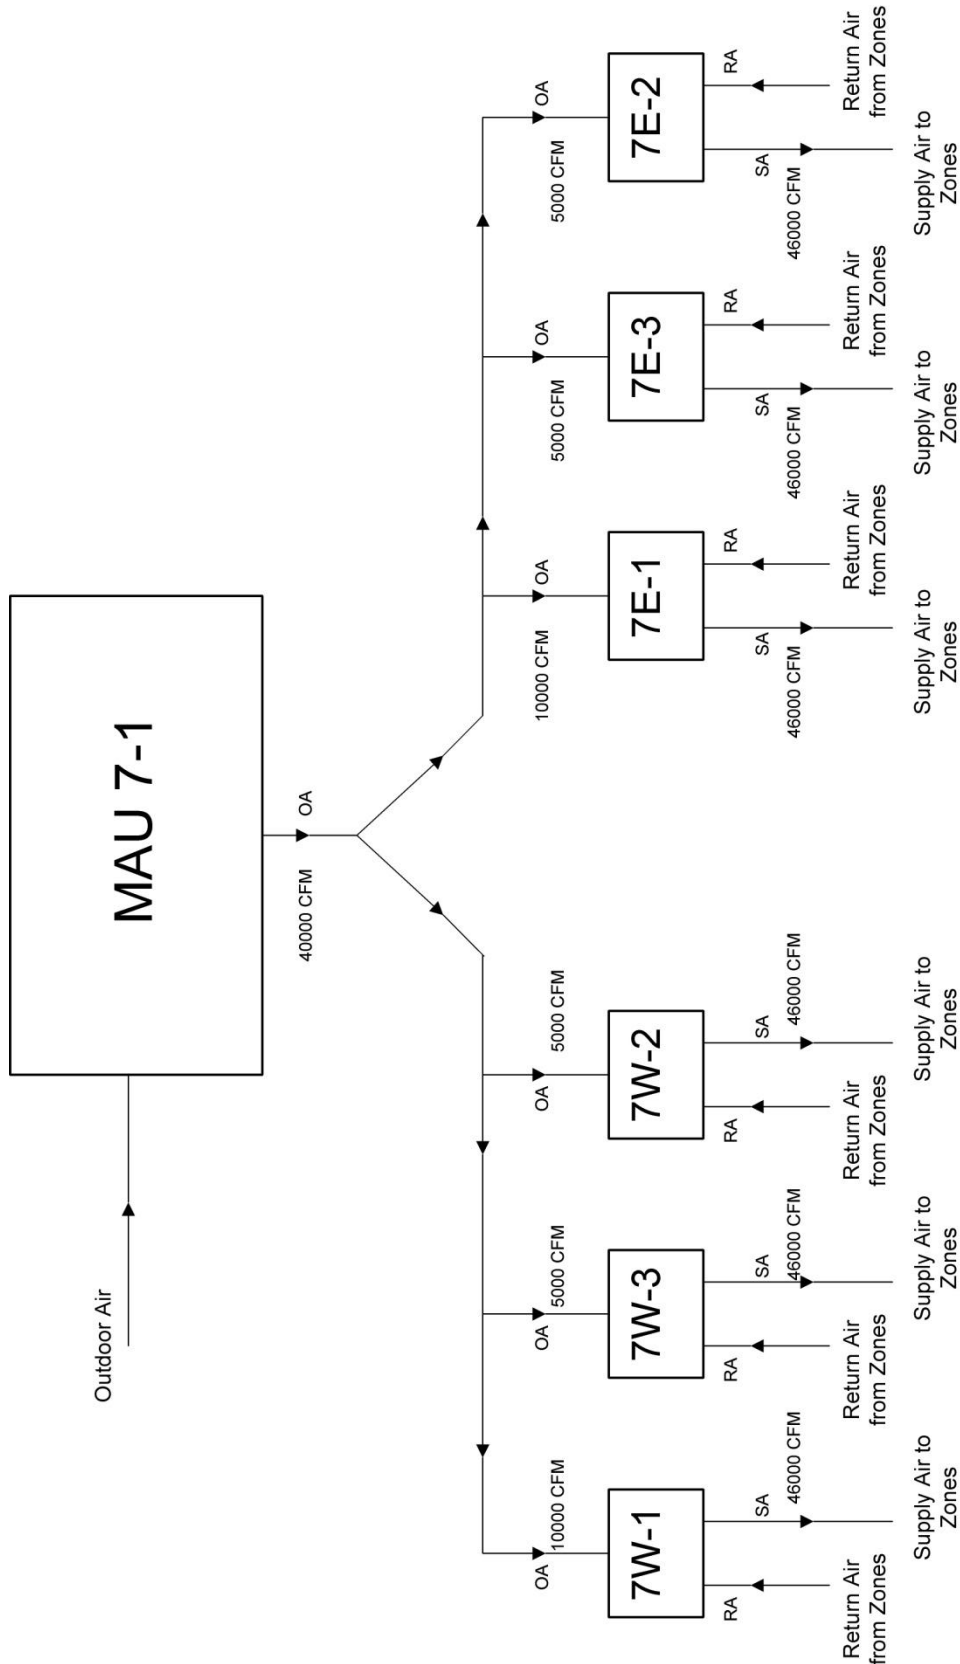 MAU 7-1
Outdoor Air
40000 CFM
OA
OA
10000 CFM
OA
5000 CFM
OA
5000 CFM
10000 CFM
OA
5000 CFM
OA
5000 CFM
OA
7W-1
7W-3
7W-2
7E-1
7E-3
7E-2
RA
SA
46000 CFM
RA
SA
46000 CFM
RA
SA
46000 CFM
46000 CFM
SA
RA
46000 CFM
SA
RA
46000 CFM
SA
RA
Return Air
from Zones
Supply Air to
Zones
Return Air
from Zones
Supply Air to
Zones
Return Air
from Zones
Supply Air to
Zones
Supply Air to
Zones
Return Air
from Zones
Supply Air to
Zones
Return Air
from Zones
Supply Air to
Zones
Return Air
from Zones